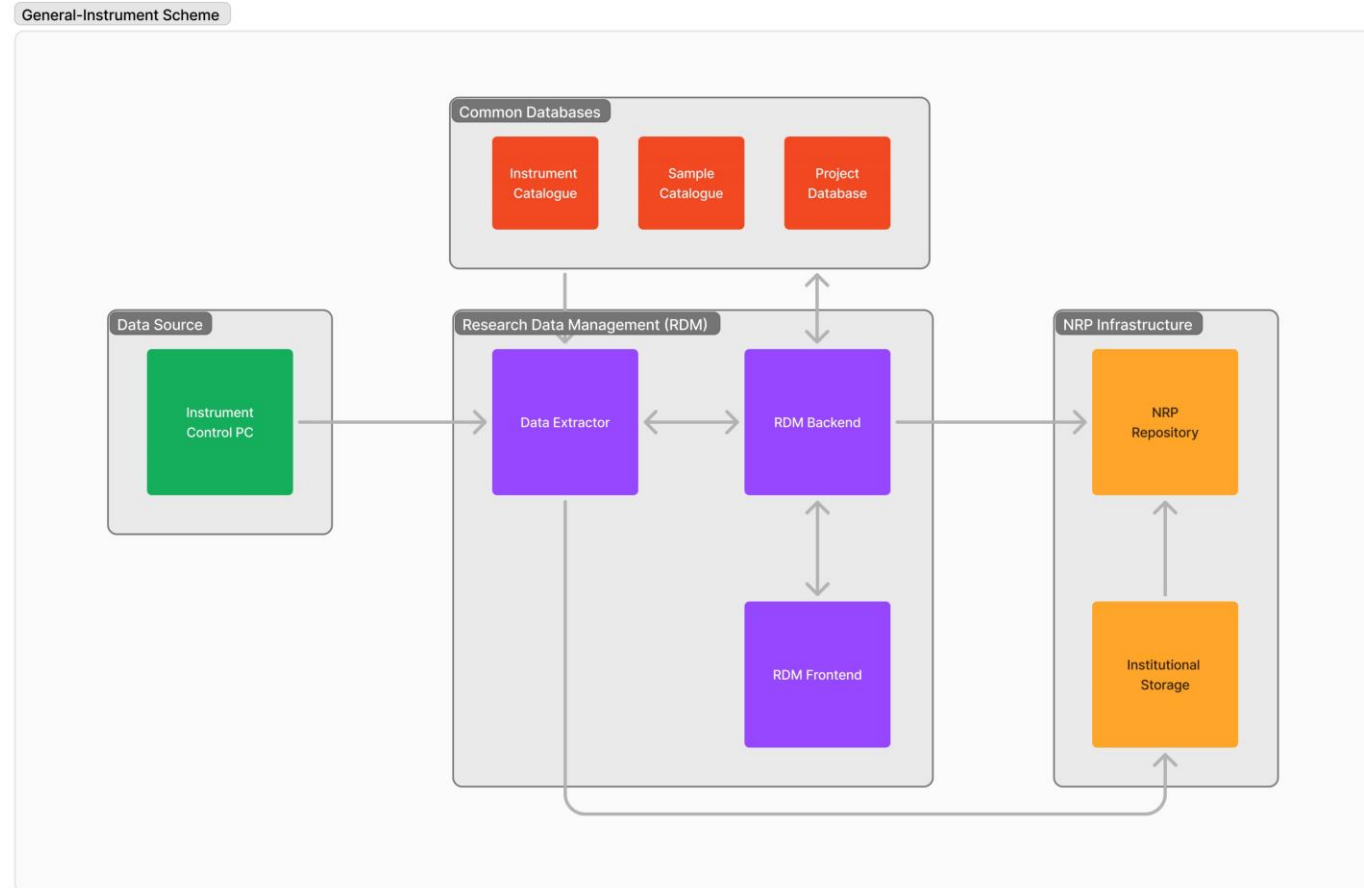 General-Instrument Scheme
Common Databases
Instrument
Catalogue
Sample
Catalogue
Project
Database
Data Source
Instrument
Control PC
Research Data Management (RDM)
Data Extractor
RDM Backend
RDM Frontend
NRP Infrastructure
NRP
Repository
Institutional
Storage